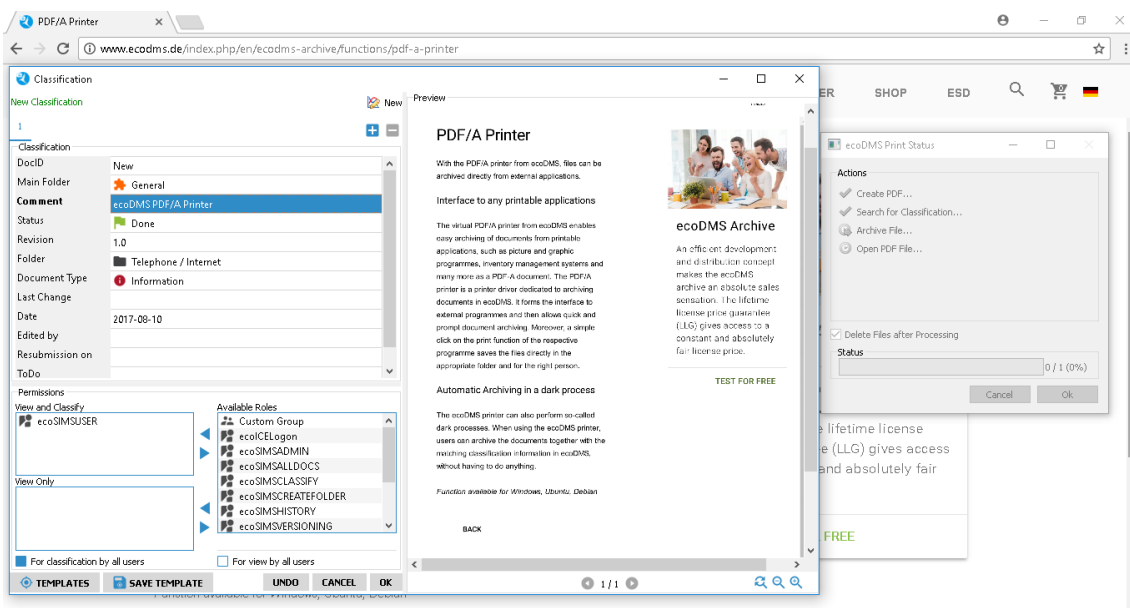 PDF/A Printer
www.ecodms.de/index.php/en/ecodms-archive/functions/pdf-a-printer
Classification
New Classification
New
1
Classification
DocID New
Main Folder General
Comment ecoDMS PDF/A Printer
Status Done
Revision 1.0
Folder Telephone / Internet
Document Type Information
Last Change
Date 2017-08-10
Edited by
Resubmission on
ToDo
Permissions
View and Classify
ecoSIMSUSER
View Only
Available Roles
Custom Group
ecoICELogon
ecoSIMSADMIN
ecoSIMSALLDOCS
ecoSIMSCLASSIFY
ecoSIMSCREATEFOLDER
ecoSIMSHISTORY
ecoSIMSVERSIONING
For classification by all users
For view by all users
TEMPLATES
SAVE TEMPLATE
UNDO
CANCEL
OK
Preview
PDF/A Printer
With the PDF/A printer from ecoDMS, files can be
archived directly from external applications.
Interface to any printable applications
The virtual PDF/A printer from ecoDMS enables
easy archiving of documents from printable
applications, such as picture and graphic
programmes, inventory management systems and
many more as a PDF-A document. The PDF/A
printer is a printer driver dedicated to archiving
documents in ecoDMS. It forms the interface to
external programmes and then allows quick and
prompt document archiving. Moreover, a simple
click on the print function of the respective
programme saves the files directly in the
appropriate folder and for the right person.
Automatic Archiving in a dark process
The ecoDMS printer can also perform so-called
dark processes. When using the ecoDMS printer,
users can archive the documents together with the
matching classification information in ecoDMS,
without having to do anything.
Function available for Windows, Ubuntu, Debian
BACK
ecoDMS Archive
An efficient development
and distribution concept
makes the ecoDMS
archive an absolute sales
sensation. The lifetime
license price guarantee
(LLG) gives access to a
constant and absolutely
fair license price.
TEST FOR FREE
1/1
ER
SHOP
ESD
0
ecoDMS Print Status
Actions
Create PDF...
Search for Classification...
Archive File...
Open PDF File...
Delete Files after Processing
Status
0 / 1 (0%)
Cancel
Ok
e lifetime license
e (LLG) gives access
and absolutely fair
FREE
Function available for Windows, Ubuntu, Debian